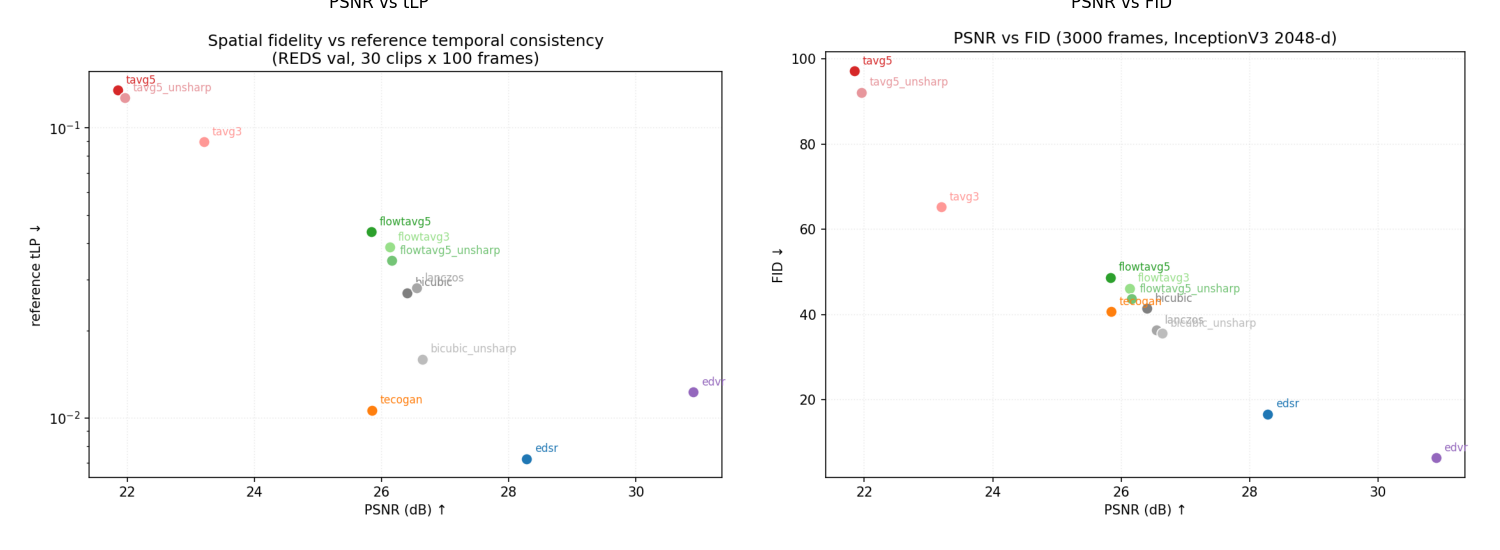 PSNR vs tLP
PSNR vs FID
Spatial fidelity vs reference temporal consistency
(REDS val, 30 clips x 100 frames)
tavg5
tavg5_unsharp
tavg3
flowtavg5
flowtavg3
flowtavg5_unsharp
lanczos
bicubic
bicubic_unsharp
edvr
tecogan
edsr
10⁻¹
10⁻²
reference tLP ↓
22 24 26 28 30
PSNR (dB) ↑
PSNR vs FID (3000 frames, InceptionV3 2048-d)
100
80
60
40
20
FID ↓
tavg5
tavg5_unsharp
tavg3
flowtavg5
flowtavg3
flowtavg5_unsharp
tecogan
bicubic
lanczos
bicubic_unsharp
edsr
edvr
22 24 26 28 30
PSNR (dB) ↑